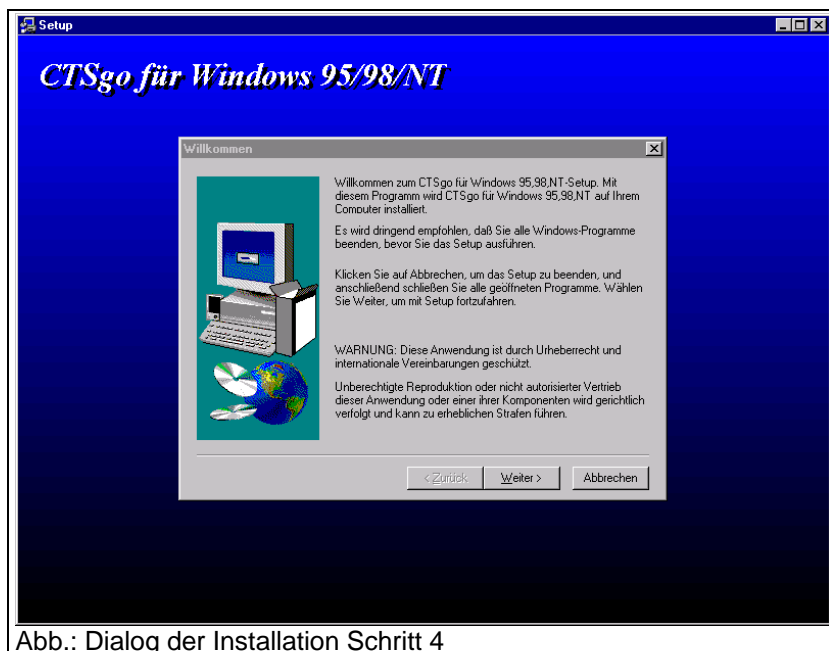 Setup
CTSgo für Windows 95/98/NT
Willkommen
Willkommen zum CTSgo für Windows 95,98,NT-Setup. Mit
diesem Programm wird CTSgo für Windows 95,98,NT auf Ihrem
Computer installiert.
Es wird dringend empfohlen, daß Sie alle Windows-Programme
beenden, bevor Sie das Setup ausführen.
Klicken Sie auf Abbrechen, um das Setup zu beenden, und
anschließend schließen Sie alle geöffneten Programme. Wählen
Sie Weiter, um mit Setup fortzufahren.
WARNUNG: Diese Anwendung ist durch Urheberrecht und
internationale Vereinbarungen geschützt.
Unberechtigte Reproduktion oder nicht autorisierter Vertrieb
dieser Anwendung oder einer ihrer Komponenten wird gerichtlich
verfolgt und kann zu erheblichen Strafen führen.
< Zurück Weiter > Abbrechen
Abb.: Dialog der Installation Schritt 4